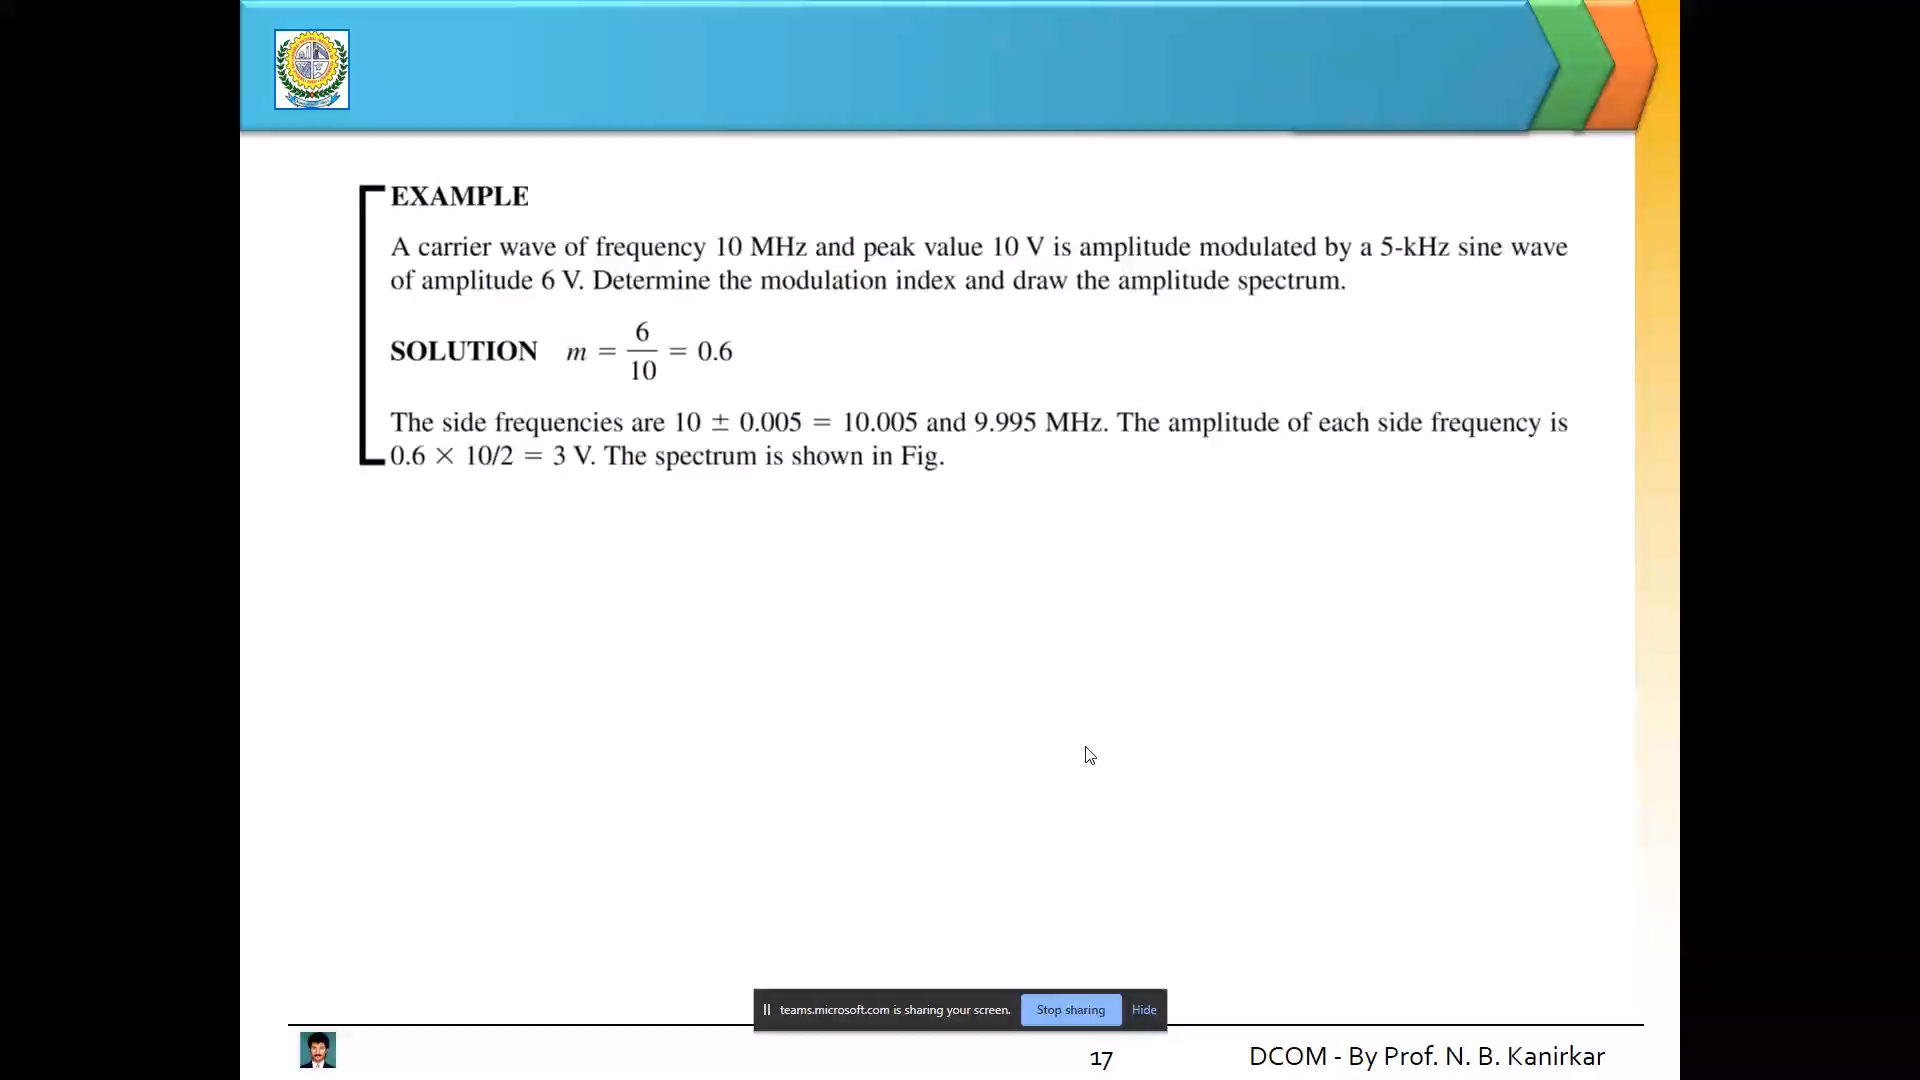 EXAMPLE
A carrier wave of frequency 10 MHz and peak value 10 V is amplitude modulated by a 5-kHz sine wave
of amplitude 6 V. Determine the modulation index and draw the amplitude spectrum.
SOLUTION m = 6/10 = 0.6
The side frequencies are 10 ± 0.005 = 10.005 and 9.995 MHz. The amplitude of each side frequency is
0.6 × 10/2 = 3 V. The spectrum is shown in Fig.
teams.microsoft.com is sharing your screen. Stop sharing Hide
17 DCOM - By Prof. N. B. Kanirkar